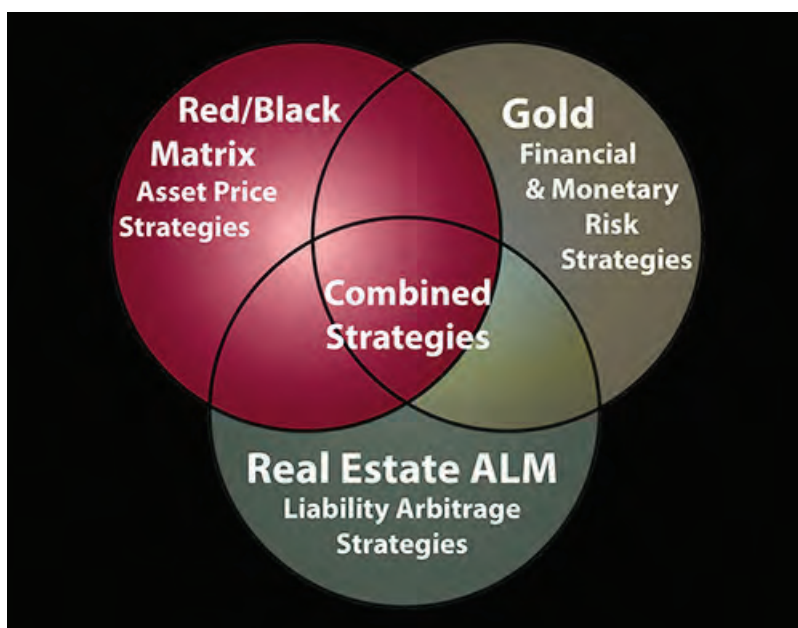 Red/Black
Matrix
Asset Price
Strategies
Gold
Financial
& Monetary
Risk
Strategies
Combined
Strategies
Real Estate ALM
Liability Arbitrage
Strategies